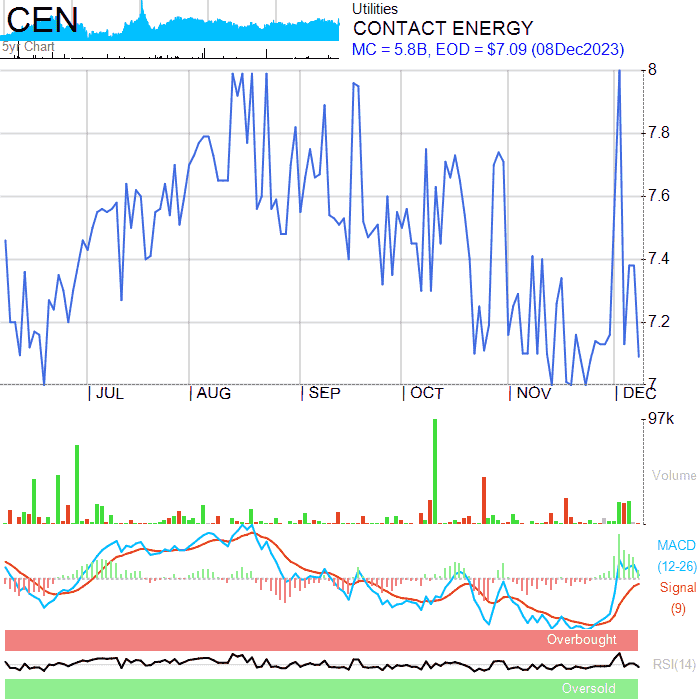 CEN
5yr Chart
Utilities
CONTACT ENERGY
MC = 5.8B, EOD = $7.09 (08Dec2023)
8
7.8
7.6
7.4
7.2
7
JUL AUG SEP OCT NOV DEC
97k
Volume
MACD
(12-26)
Signal
(9)
Overbought
RSI(14)
Oversold